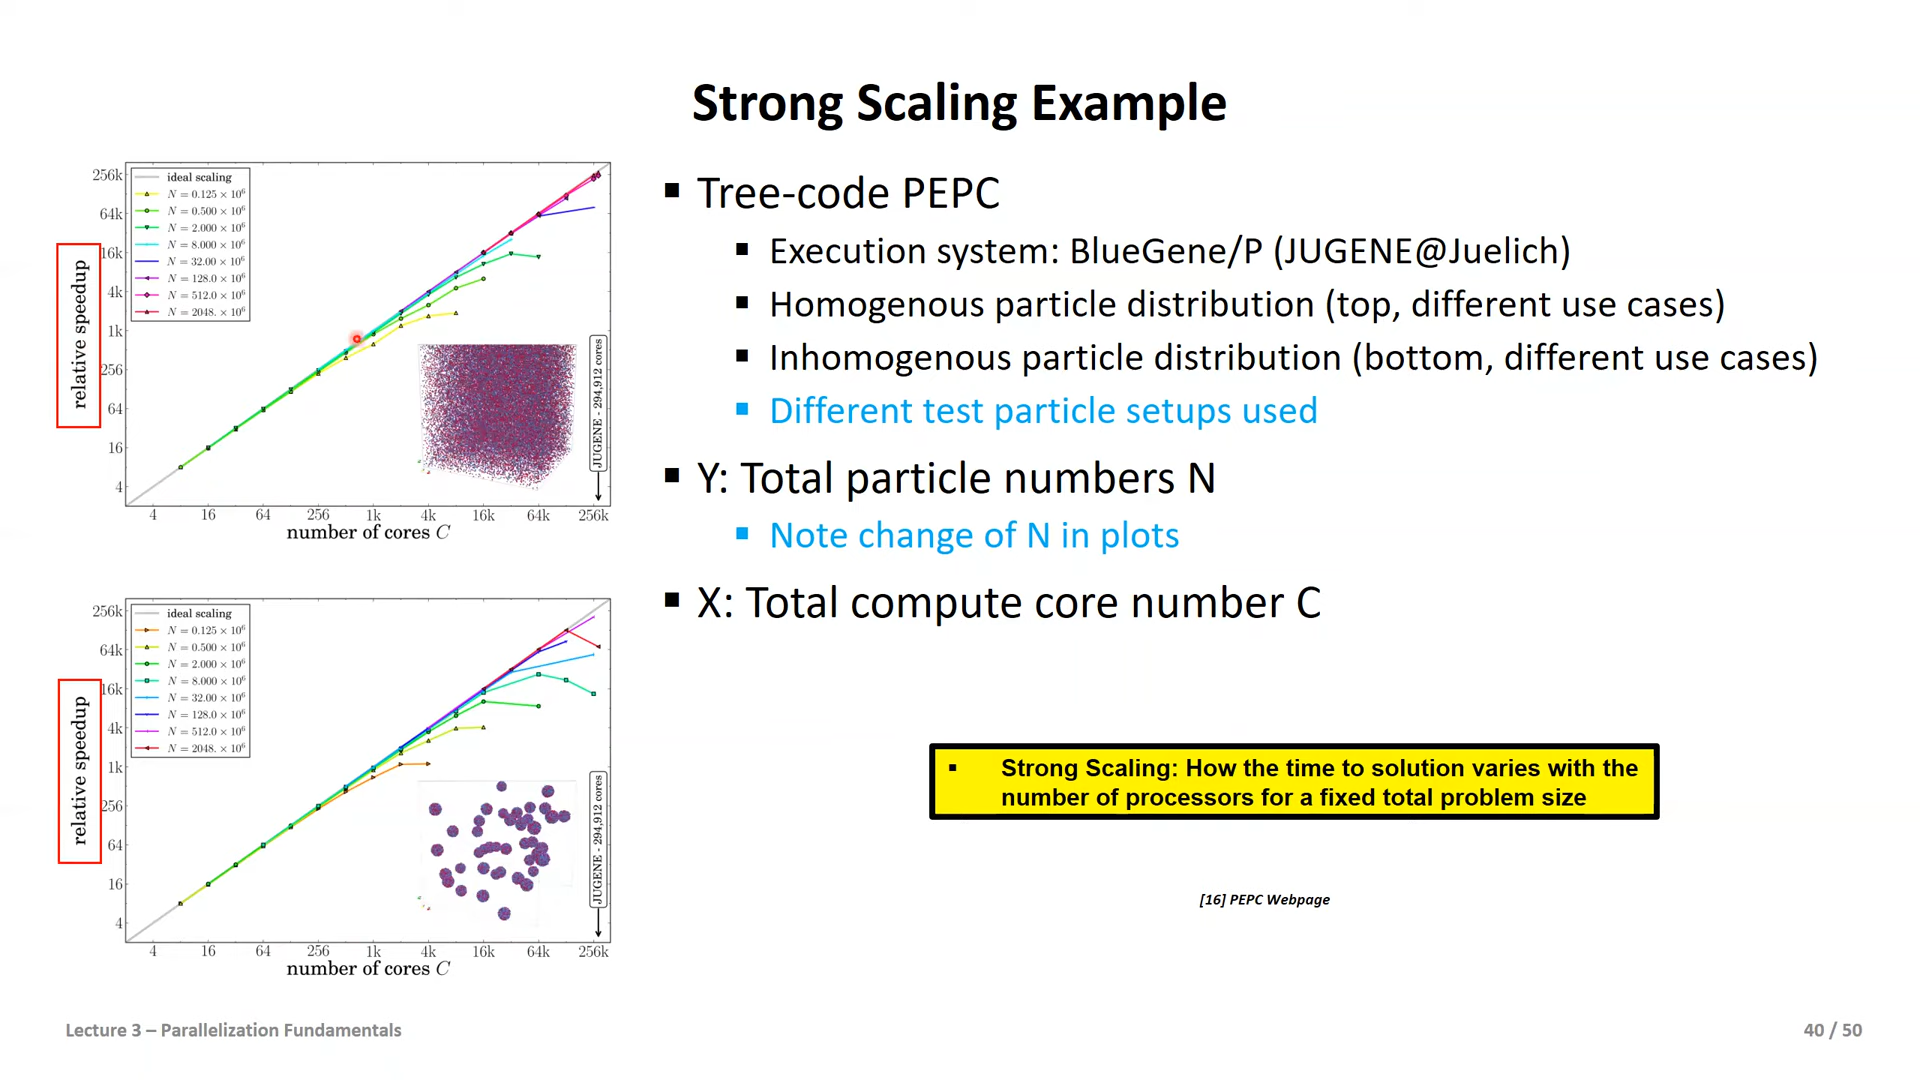 Strong Scaling Example
256k
64k
16k
4k
1k
256
64
16
4
relative speedup
ideal scaling
N = 0.125 × 10⁶
N = 0.500 × 10⁶
N = 2.000 × 10⁶
N = 8.000 × 10⁶
N = 32.00 × 10⁶
N = 128.0 × 10⁶
N = 512.0 × 10⁶
N = 2048. × 10⁶
JUGENE - 294,912 cores
4 16 64 256 1k 4k 16k 64k 256k
number of cores C
256k
64k
16k
4k
1k
256
64
16
4
relative speedup
ideal scaling
N = 0.125 × 10⁶
N = 0.500 × 10⁶
N = 2.000 × 10⁶
N = 8.000 × 10⁶
N = 32.00 × 10⁶
N = 128.0 × 10⁶
N = 512.0 × 10⁶
N = 2048. × 10⁶
JUGENE - 294,912 cores
4 16 64 256 1k 4k 16k 64k 256k
number of cores C
▪ Tree-code PEPC
▪ Execution system: BlueGene/P (JUGENE@Juelich)
▪ Homogenous particle distribution (top, different use cases)
▪ Inhomogenous particle distribution (bottom, different use cases)
▪ Different test particle setups used
▪ Y: Total particle numbers N
▪ Note change of N in plots
▪ X: Total compute core number C
▪ Strong Scaling: How the time to solution varies with the
number of processors for a fixed total problem size
[16] PEPC Webpage
Lecture 3 – Parallelization Fundamentals
40 / 50